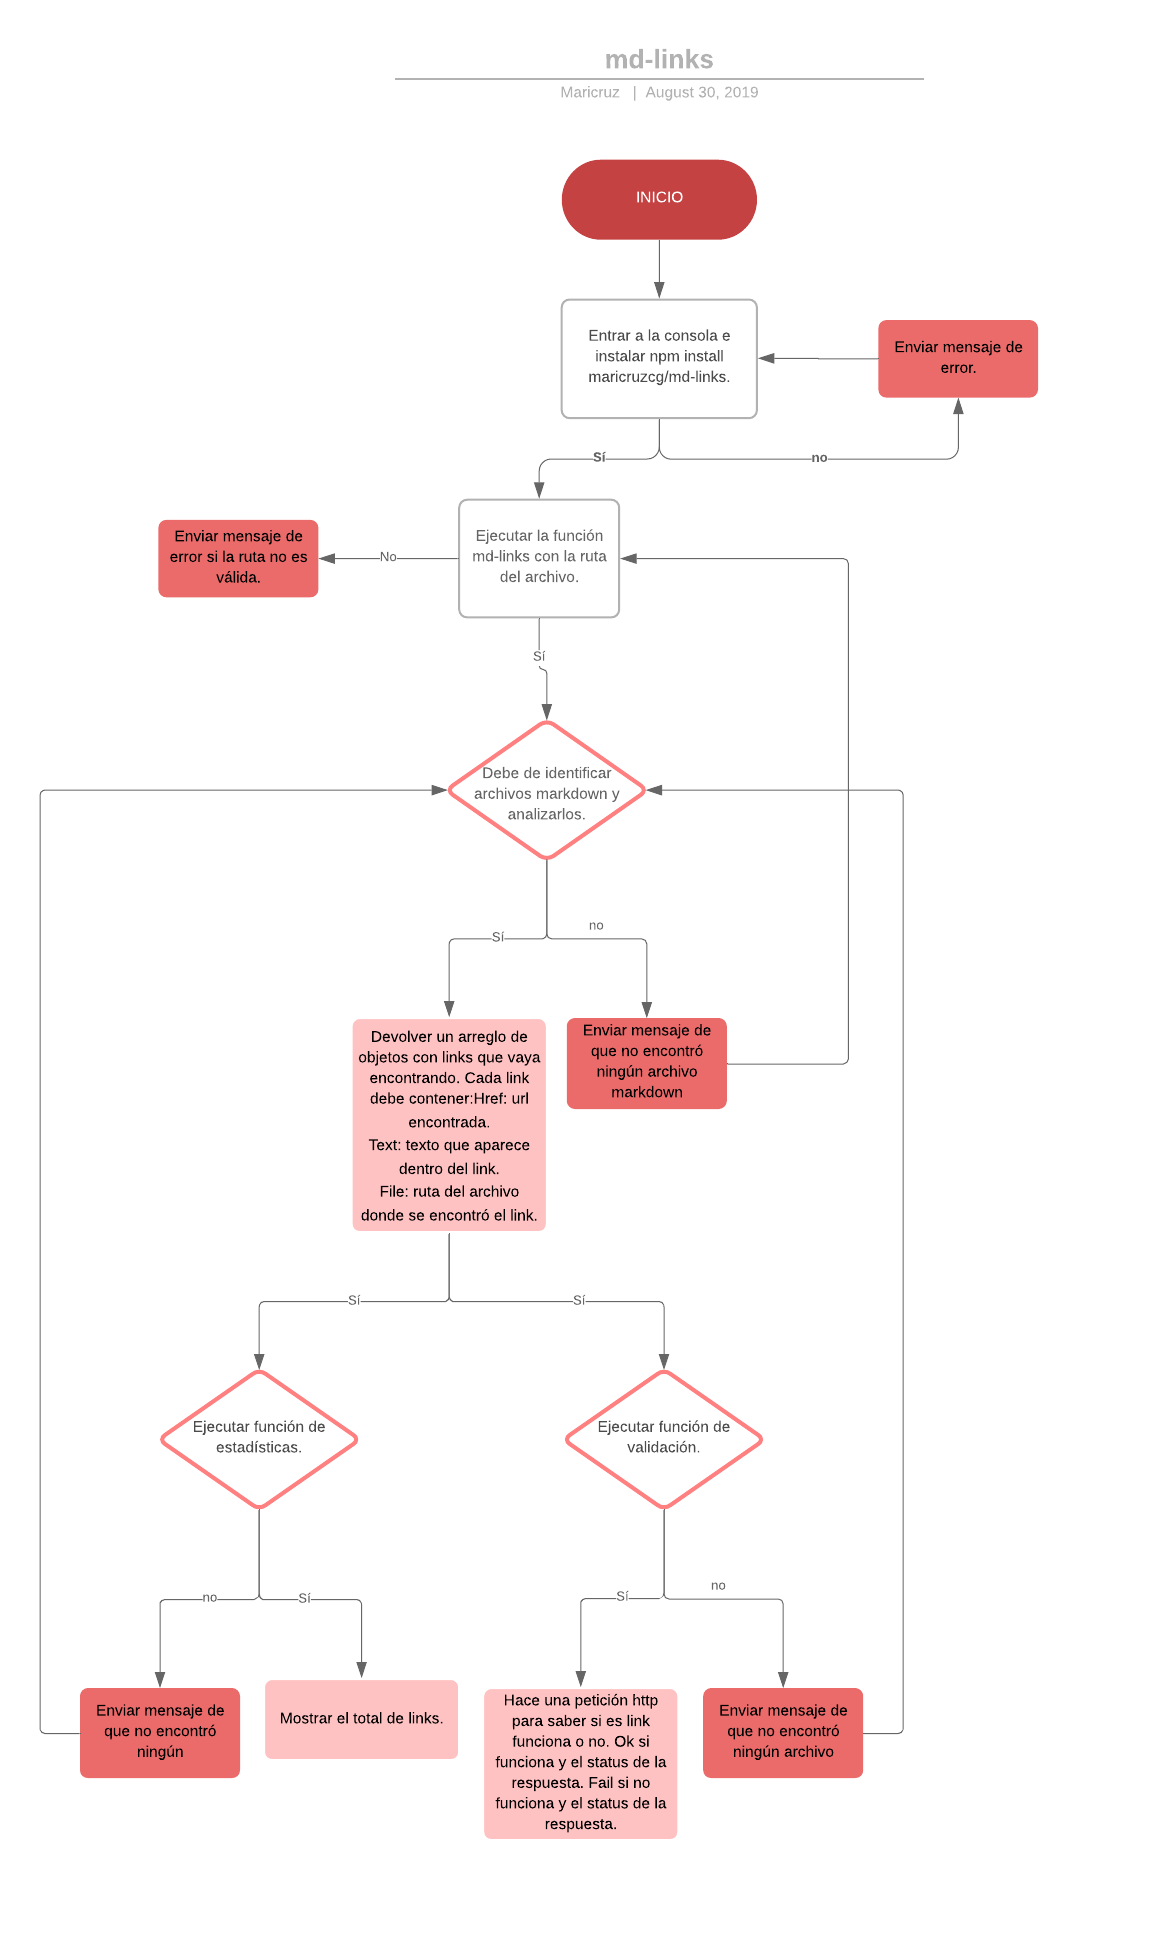 md-links
Maricruz | August 30, 2019
INICIO
Entrar a la consola e
instalar npm install
maricruzcg/md-links.
Enviar mensaje de
error.
Sí
no
Ejecutar la función
md-links con la ruta
del archivo.
No
Enviar mensaje de
error si la ruta no es
válida.
Sí
Debe de identificar
archivos markdown y
analizarlos.
Sí
no
Devolver un arreglo de
objetos con links que vaya
encontrando. Cada link
debe contener:Href: url
encontrada.
Text: texto que aparece
dentro del link.
File: ruta del archivo
donde se encontró el link.
Enviar mensaje de
que no encontró
ningún archivo
markdown
Sí
Sí
Ejecutar función de
estadísticas.
Ejecutar función de
validación.
no
Sí
Sí
no
Enviar mensaje de
que no encontró
ningún
Mostrar el total de links.
Hace una petición http
para saber si es link
funciona o no. Ok si
funciona y el status de la
respuesta. Fail si no
funciona y el status de la
respuesta.
Enviar mensaje de
que no encontró
ningún archivo